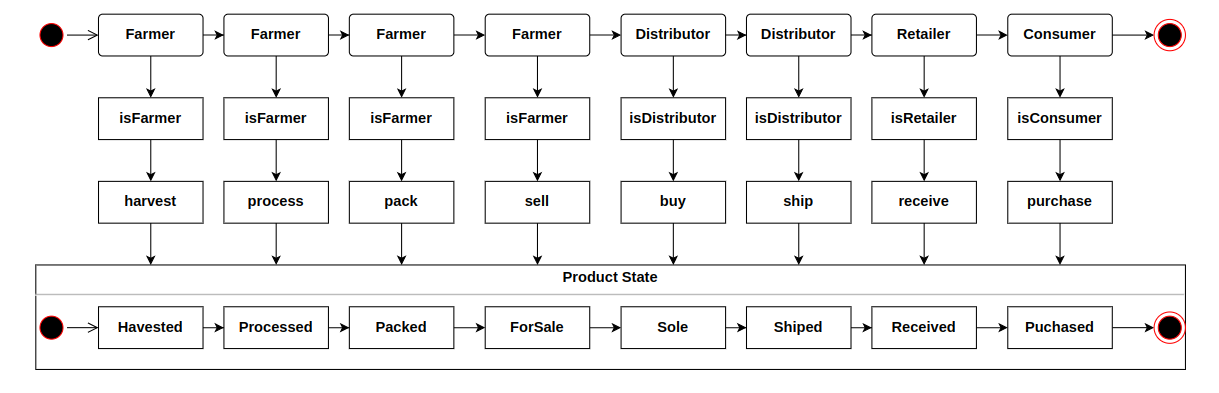 Farmer Farmer Farmer Farmer Distributor Distributor Retailer Consumer
isFarmer isFarmer isFarmer isFarmer isDistributor isDistributor isRetailer isConsumer
harvest process pack sell buy ship receive purchase
Product State
Havested Processed Packed ForSale Sole Shiped Received Puchased